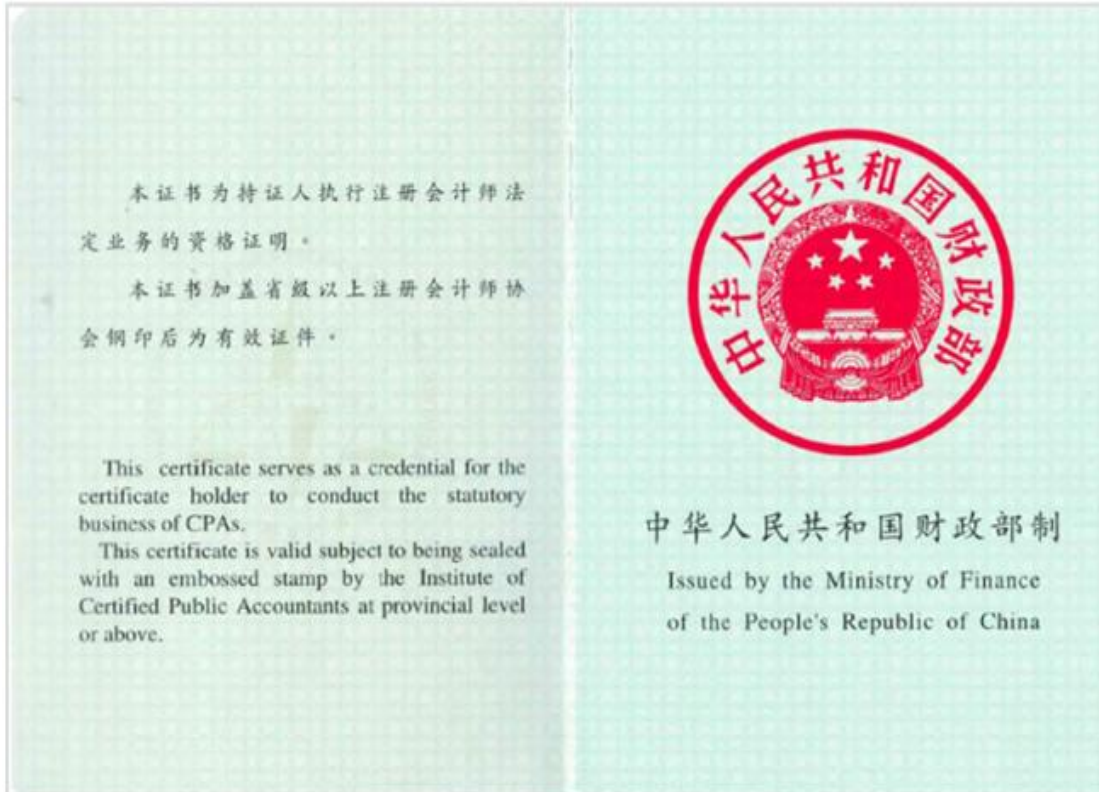 本证书为持证人执行注册会计师法
定业务的资格证明。
本证书加盖省级以上注册会计师协
会钢印后为有效证件。
This certificate serves as a credential for the
certificate holder to conduct the statutory
business of CPAs.
This certificate is valid subject to being sealed
with an embossed stamp by the Institute of
Certified Public Accountants at provincial level
or above.
中华人民共和国财政部
中华人民共和国财政部制
Issued by the Ministry of Finance
of the People's Republic of China